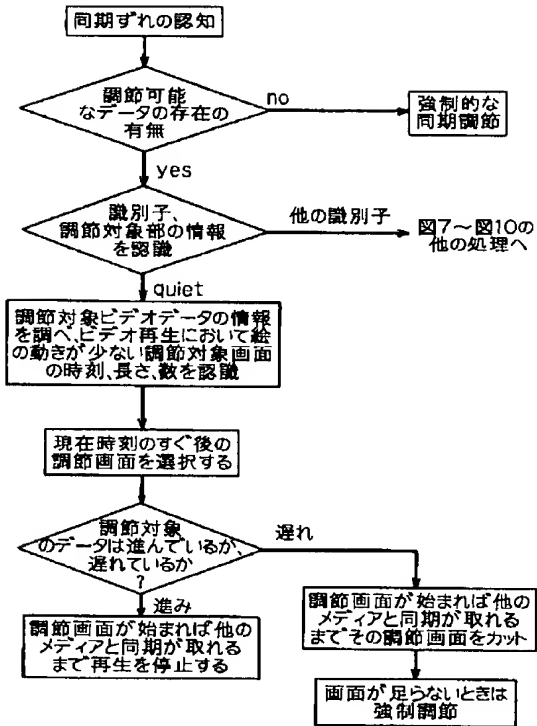 同期ずれの認知
調節可能
なデータの存在の
有無
no
強制的な
同期調節
yes
識別子、
調節対象部の情報
を認識
他の識別子
図7～図10の
他の処理へ
quiet
調節対象ビデオデータの情報
を調べ、ビデオ再生において絵
の動きが少ない調節対象画面
の時刻、長さ、数を認識
現在時刻のすぐ後の
調節画面を選択する
調節対象
のデータは進んでいるか、
遅れているか
?
遅れ
進み
調節画面が始まれば他の
メディアと同期が取れる
まで再生を停止する
調節画面が始まれば他の
メディアと同期が取れる
までその調節画面をカット
画面が足らないときは
強制調節